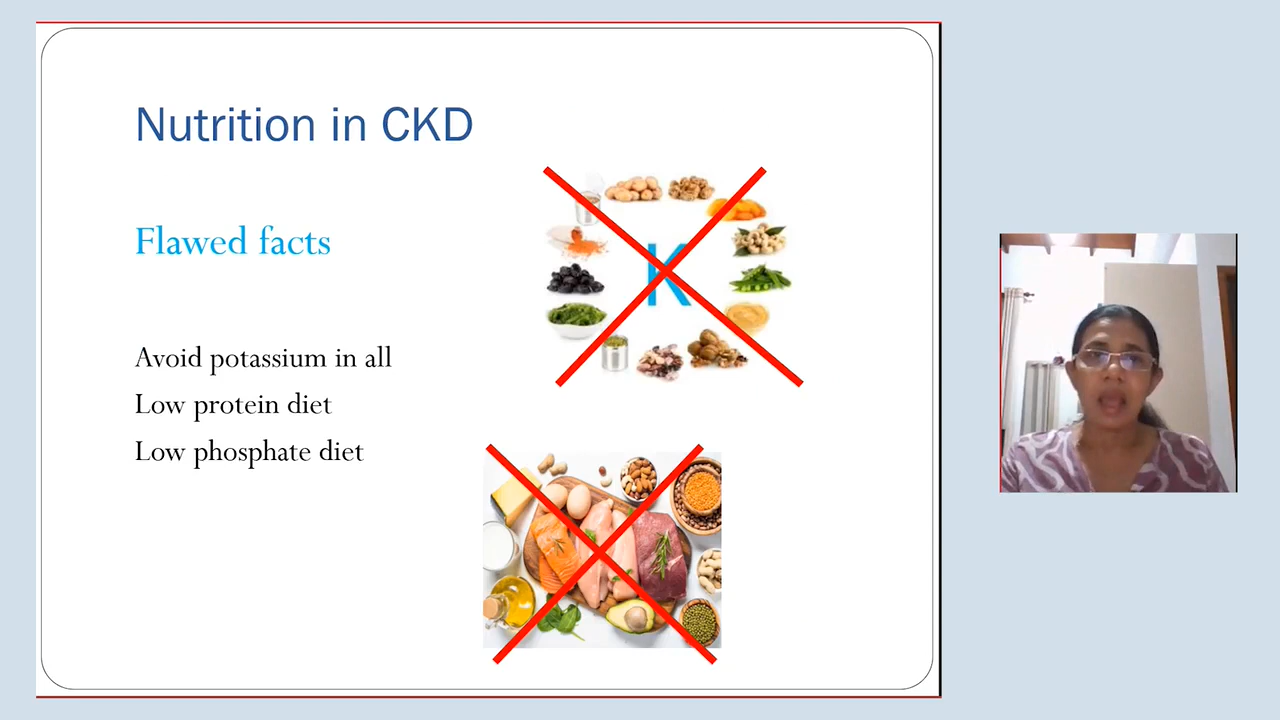 Nutrition in CKD
Flawed facts
K
Avoid potassium in all
Low protein diet
Low phosphate diet